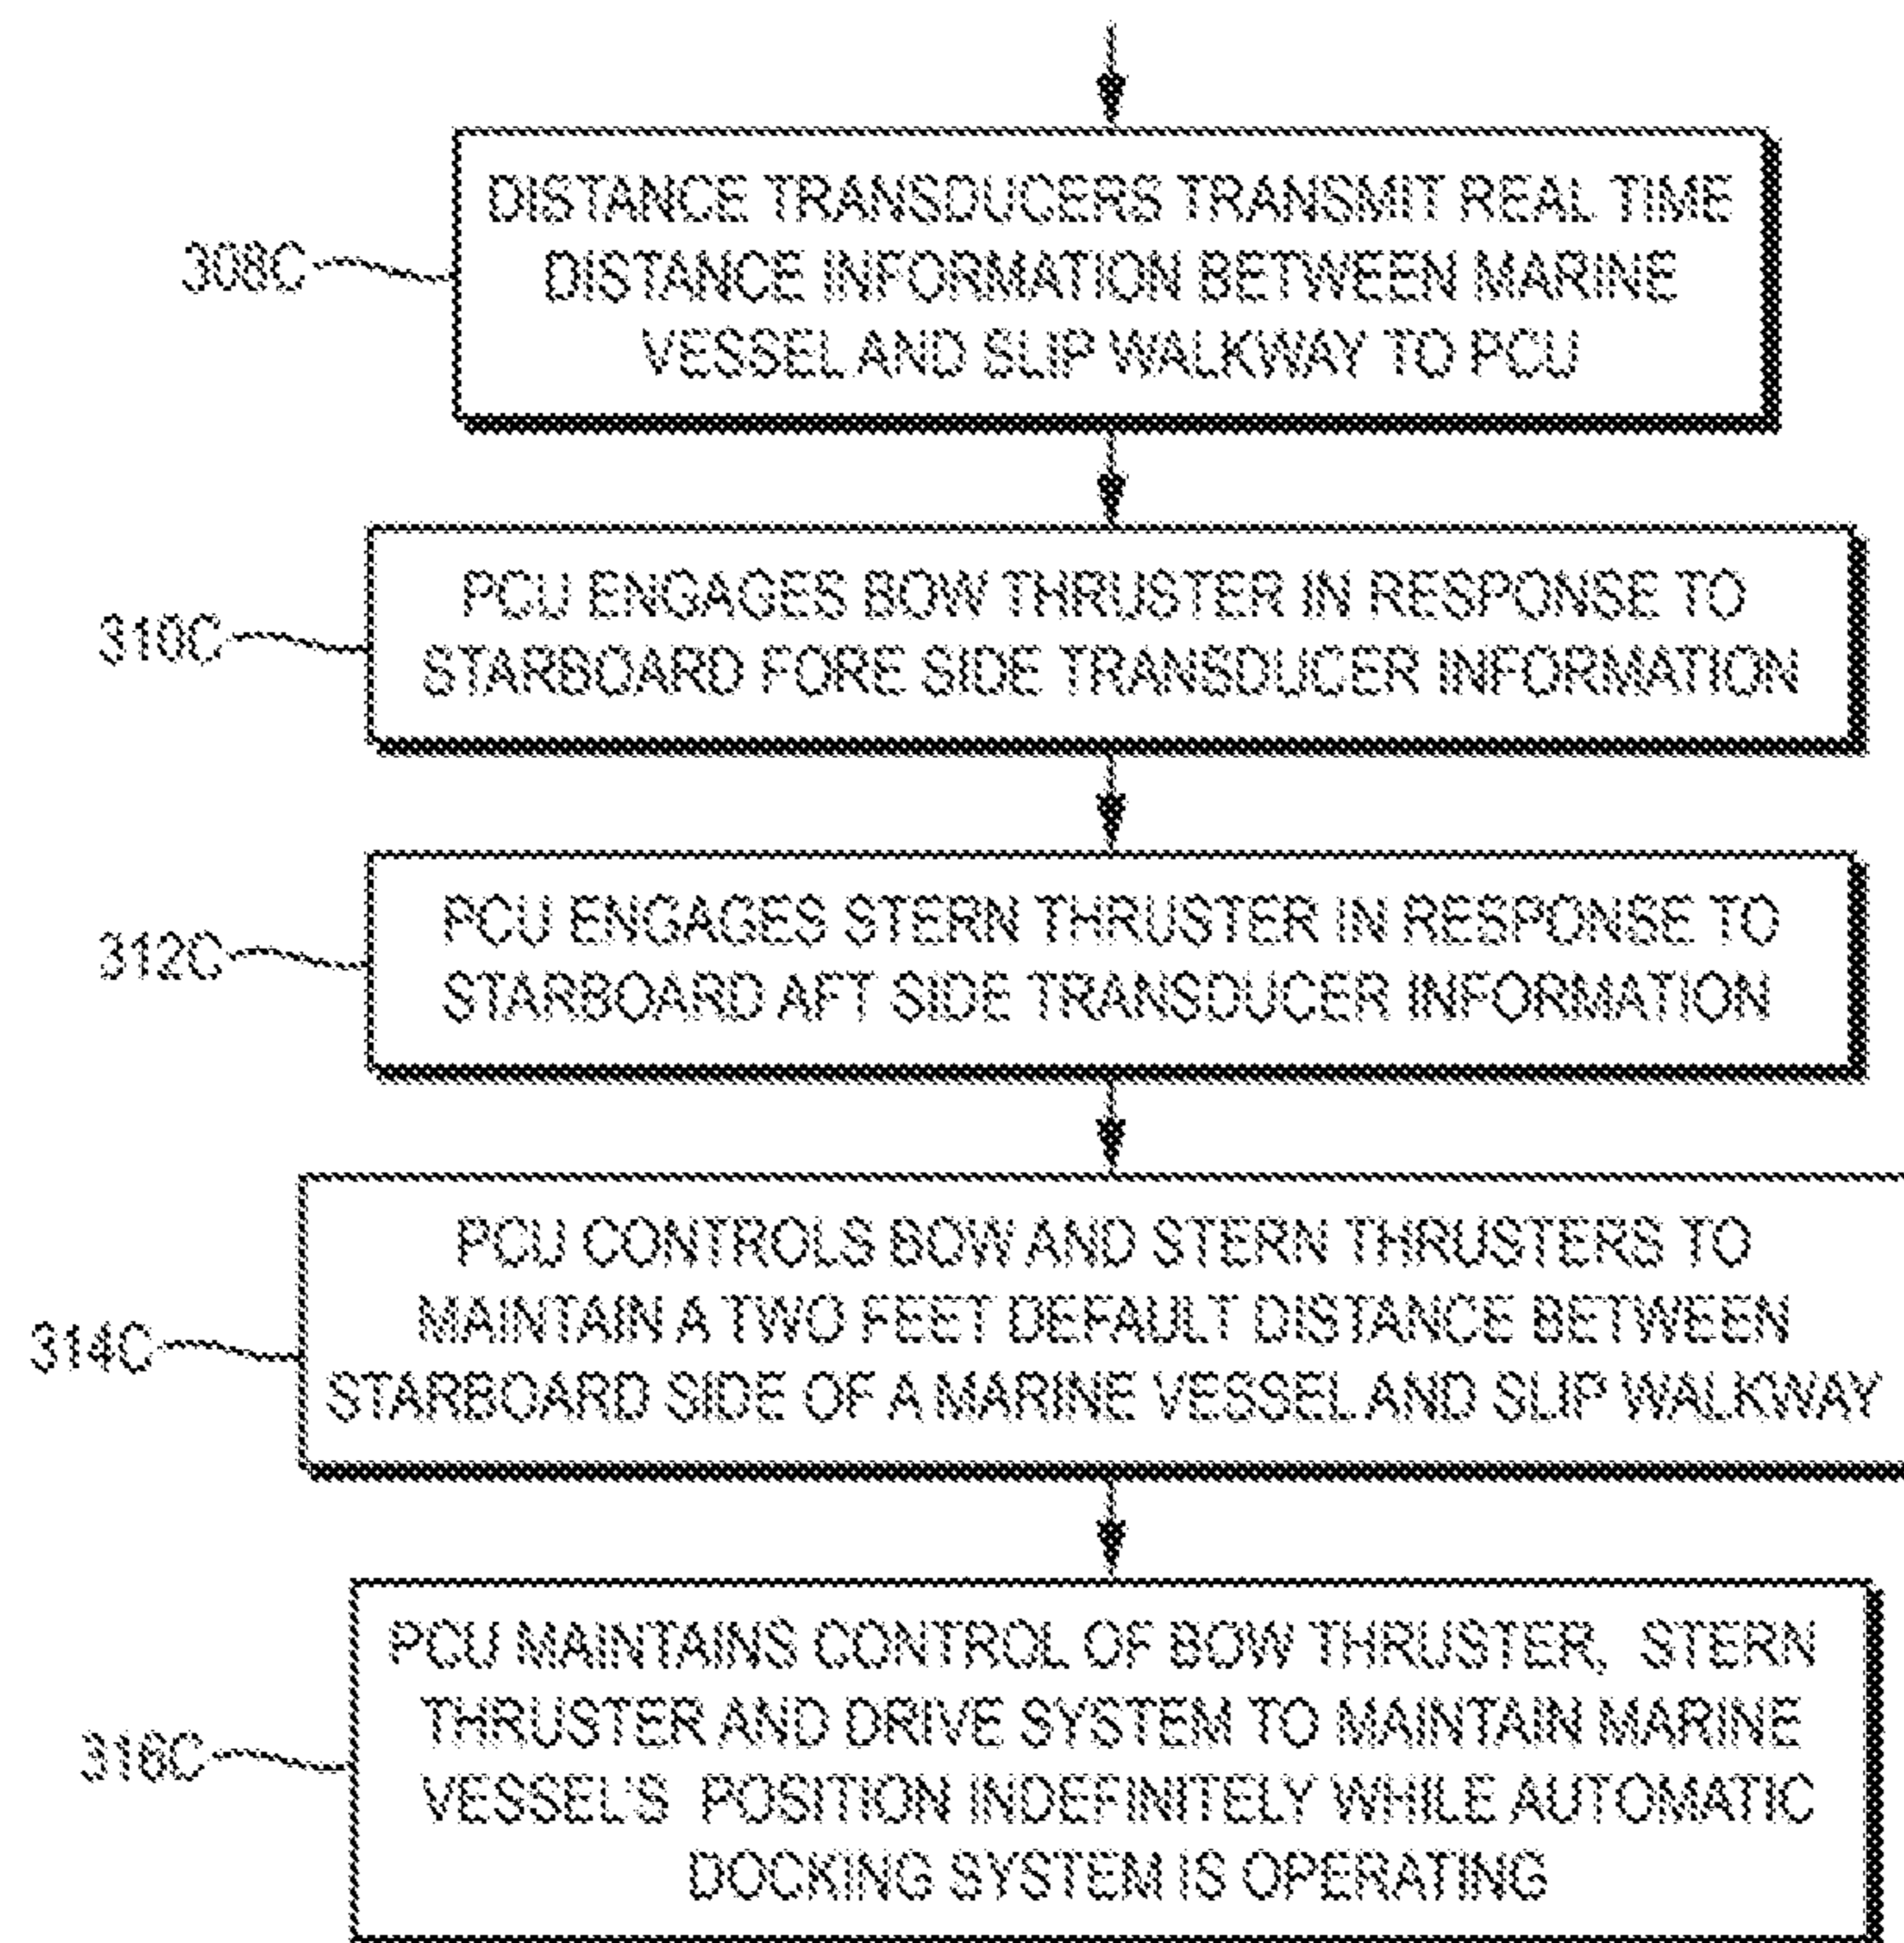 308C
DISTANCE TRANSDUCERS TRANSMIT REAL TIME
DISTANCE INFORMATION BETWEEN MARINE
VESSEL AND SLIP WALKWAY TO PCU
310C
PCU ENGAGES BOW THRUSTER IN RESPONSE TO
STARBOARD FORE SIDE TRANSDUCER INFORMATION
312C
PCU ENGAGES STERN THRUSTER IN RESPONSE TO
STARBOARD AFT SIDE TRANSDUCER INFORMATION
314C
PCU CONTROLS BOW AND STERN THRUSTERS TO
MAINTAIN A TWO FEET DEFAULT DISTANCE BETWEEN
STARBOARD SIDE OF A MARINE VESSEL AND SLIP WALKWAY
316C
PCU MAINTAINS CONTROL OF BOW THRUSTER, STERN
THRUSTER AND DRIVE SYSTEM TO MAINTAIN MARINE
VESSEL'S POSITION INDEFINITELY WHILE AUTOMATIC
DOCKING SYSTEM IS OPERATING